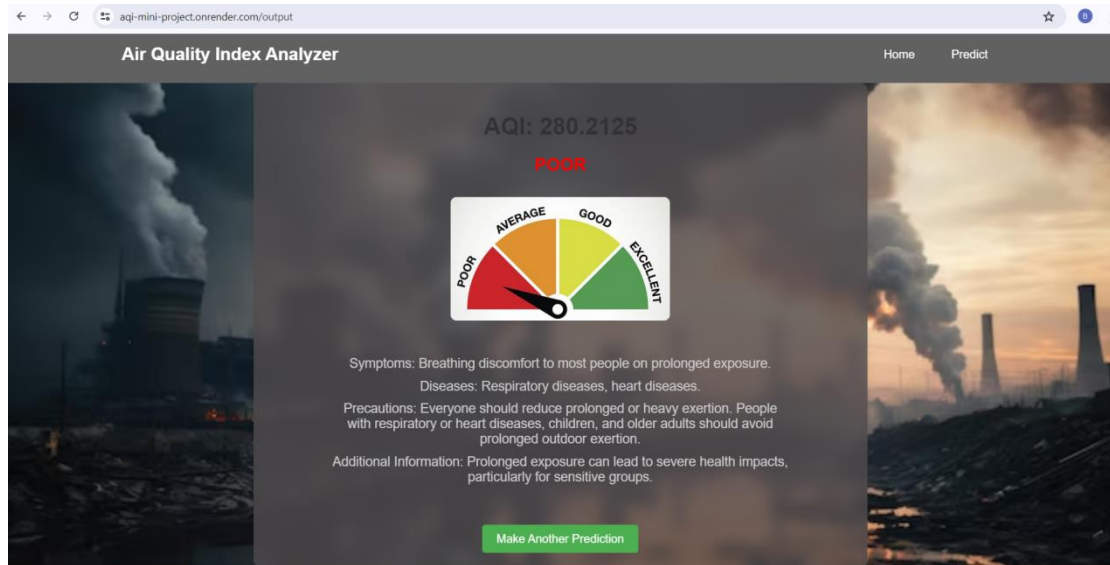 aqi-mini-project.onrender.com/output
B
Air Quality Index Analyzer
Home
Predict
AQI: 280.2125
POOR
POOR
AVERAGE
GOOD
EXCELLENT
Symptoms: Breathing discomfort to most people on prolonged exposure.
Diseases: Respiratory diseases, heart diseases.
Precautions: Everyone should reduce prolonged or heavy exertion. People
with respiratory or heart diseases, children, and older adults should avoid
prolonged outdoor exertion.
Additional Information: Prolonged exposure can lead to severe health impacts,
particularly for sensitive groups.
Make Another Prediction